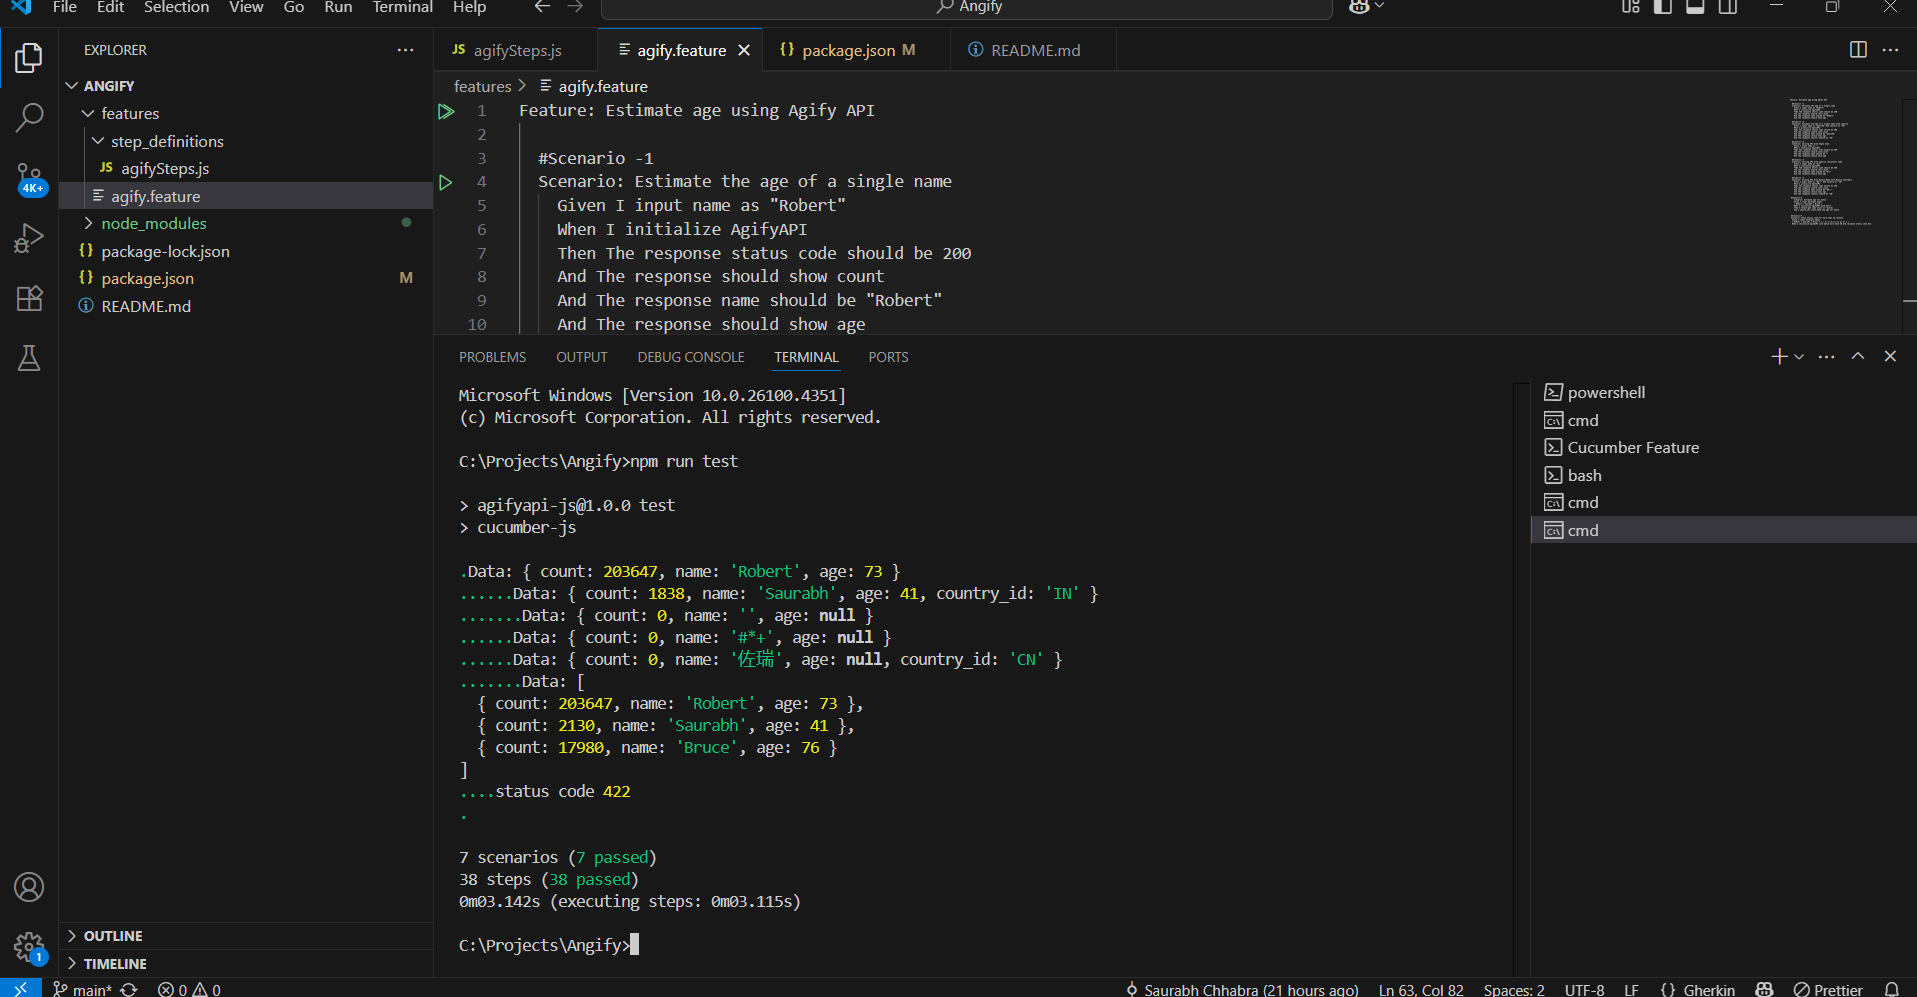 File Edit Selection View Go Run Terminal Help
Angify
EXPLORER
ANGIFY
features
step_definitions
JS agifySteps.js
agify.feature
node_modules
{} package-lock.json
{} package.json M
README.md
4K+
1
OUTLINE
TIMELINE
JS agifySteps.js
agify.feature
{} package.json M
README.md
features > agify.feature
1 Feature: Estimate age using Agify API
2
3 #Scenario -1
4 Scenario: Estimate the age of a single name
5 Given I input name as "Robert"
6 When I initialize AgifyAPI
7 Then The response status code should be 200
8 And The response should show count
9 And The response name should be "Robert"
10 And The response should show age
PROBLEMS OUTPUT DEBUG CONSOLE TERMINAL PORTS
Microsoft Windows [Version 10.0.26100.4351]
(c) Microsoft Corporation. All rights reserved.
C:\Projects\Angify>npm run test
> agifyapi-js@1.0.0 test
> cucumber-js
.Data: { count: 203647, name: 'Robert', age: 73 }
......Data: { count: 1838, name: 'Saurabh', age: 41, country_id: 'IN' }
.......Data: { count: 0, name: '', age: null }
......Data: { count: 0, name: '#*+', age: null }
......Data: { count: 0, name: '佐瑞', age: null, country_id: 'CN' }
.......Data: [
{ count: 203647, name: 'Robert', age: 73 },
{ count: 2130, name: 'Saurabh', age: 41 },
{ count: 17980, name: 'Bruce', age: 76 }
]
....status code 422
.
7 scenarios (7 passed)
38 steps (38 passed)
0m03.142s (executing steps: 0m03.115s)
C:\Projects\Angify>
powershell
cmd
Cucumber Feature
bash
cmd
cmd
main* 0 0 Saurabh Chhabra (21 hours ago) Ln 63, Col 82 Spaces: 2 UTF-8 LF {} Gherkin Prettier